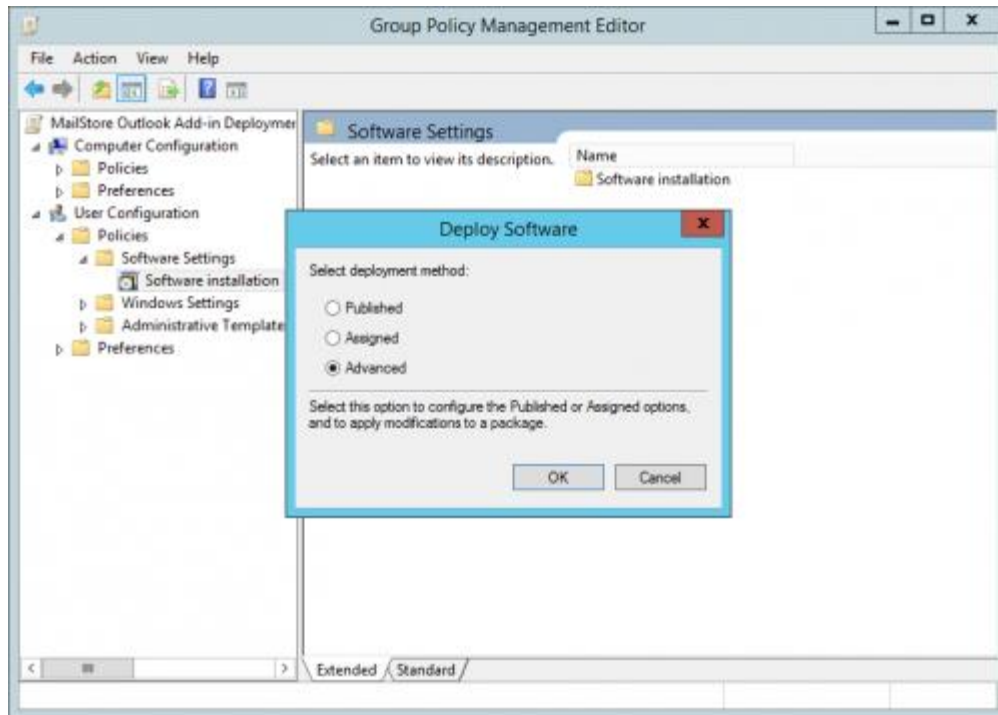 Group Policy Management Editor
File Action View Help
MailStore Outlook Add-in Deploymer
Computer Configuration
Policies
Preferences
User Configuration
Policies
Software Settings
Software installation
Windows Settings
Administrative Template
Preferences
Software Settings
Select an item to view its description.
Name
Software installation
Deploy Software
Select deployment method:
Published
Assigned
Advanced
Select this option to configure the Published or Assigned options,
and to apply modifications to a package.
OK Cancel
Extended Standard